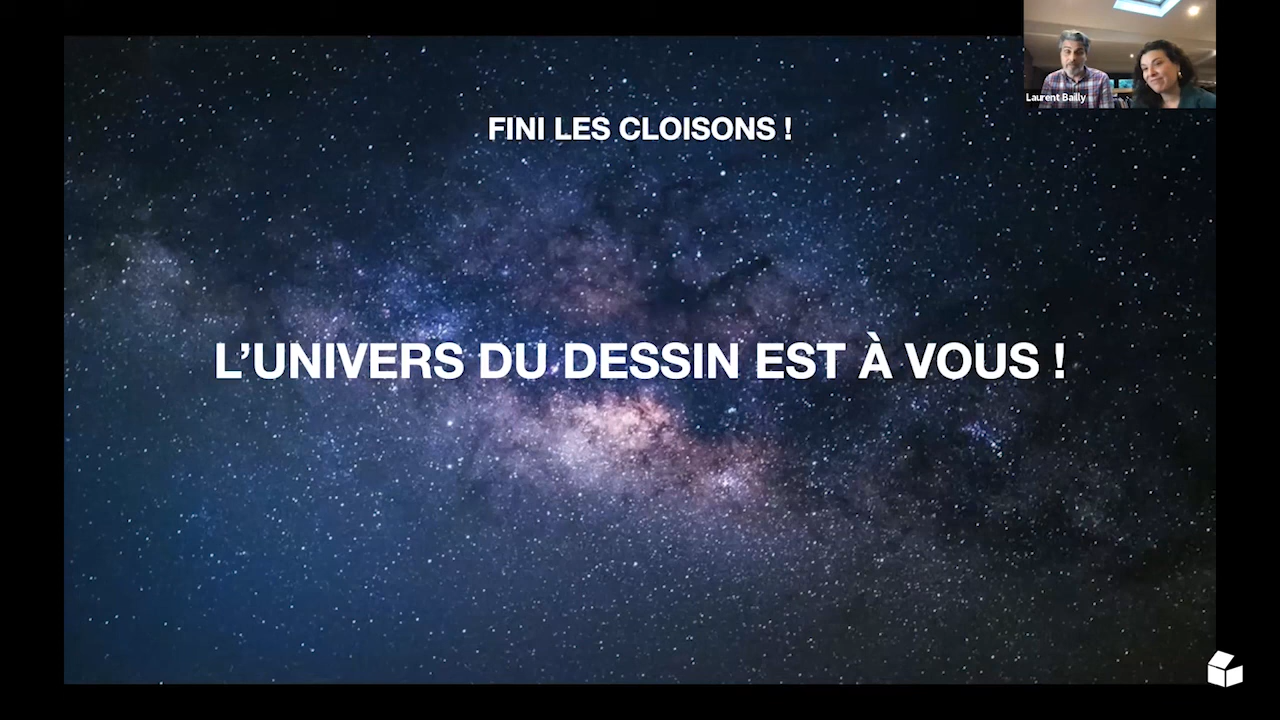 Laurent Bailly
FINI LES CLOISONS !
L’UNIVERS DU DESSIN EST À VOUS !